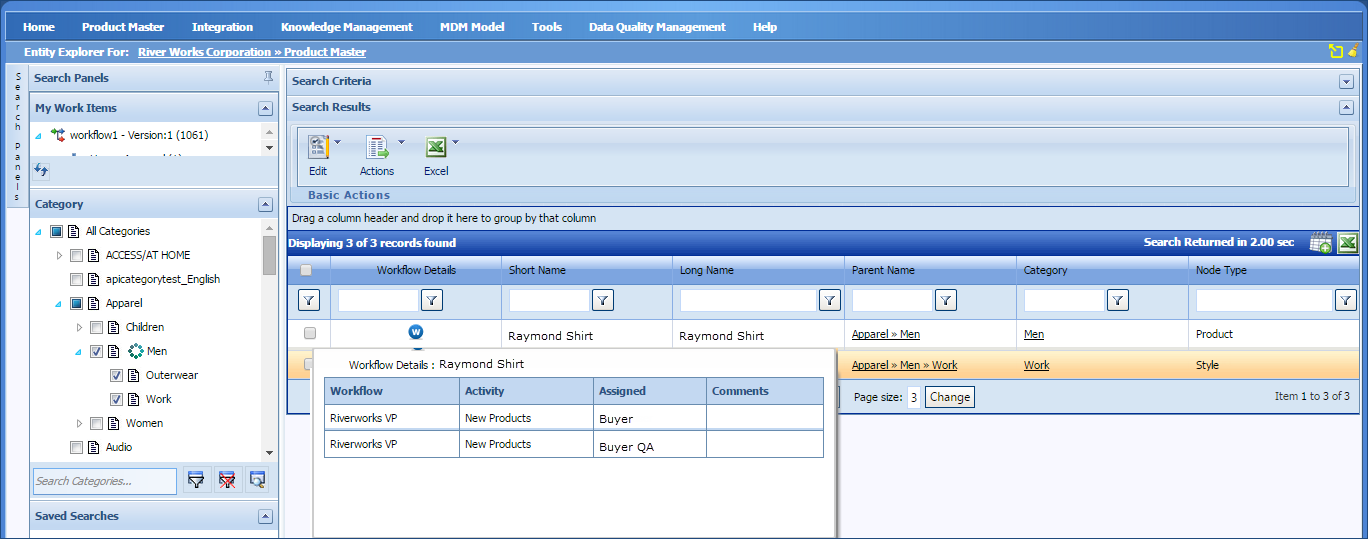 Home Product Master Integration Knowledge Management MDM Model Tools Data Quality Management Help
Entity Explorer For: River Works Corporation » Product Master
Search Panels
Search Panels
My Work Items
workflow1 - Version:1 (1061)
Category
All Categories
ACCESS/AT HOME
apicategorytest_English
Apparel
Children
Men
Outerwear
Work
Women
Audio
Search Categories...
Saved Searches
Search Criteria
Search Results
Edit Actions Excel
Basic Actions
Drag a column header and drop it here to group by that column
Displaying 3 of 3 records found Search Returned in 2.00 sec
Workflow Details Short Name Long Name Parent Name Category Node Type
W Raymond Shirt Raymond Shirt Apparel » Men Men Product
Apparel » Men » Work Work Style
Page size: 3 Change Item 1 to 3 of 3
Workflow Details : Raymond Shirt
Workflow Activity Assigned Comments
Riverworks VP New Products Buyer
Riverworks VP New Products Buyer QA